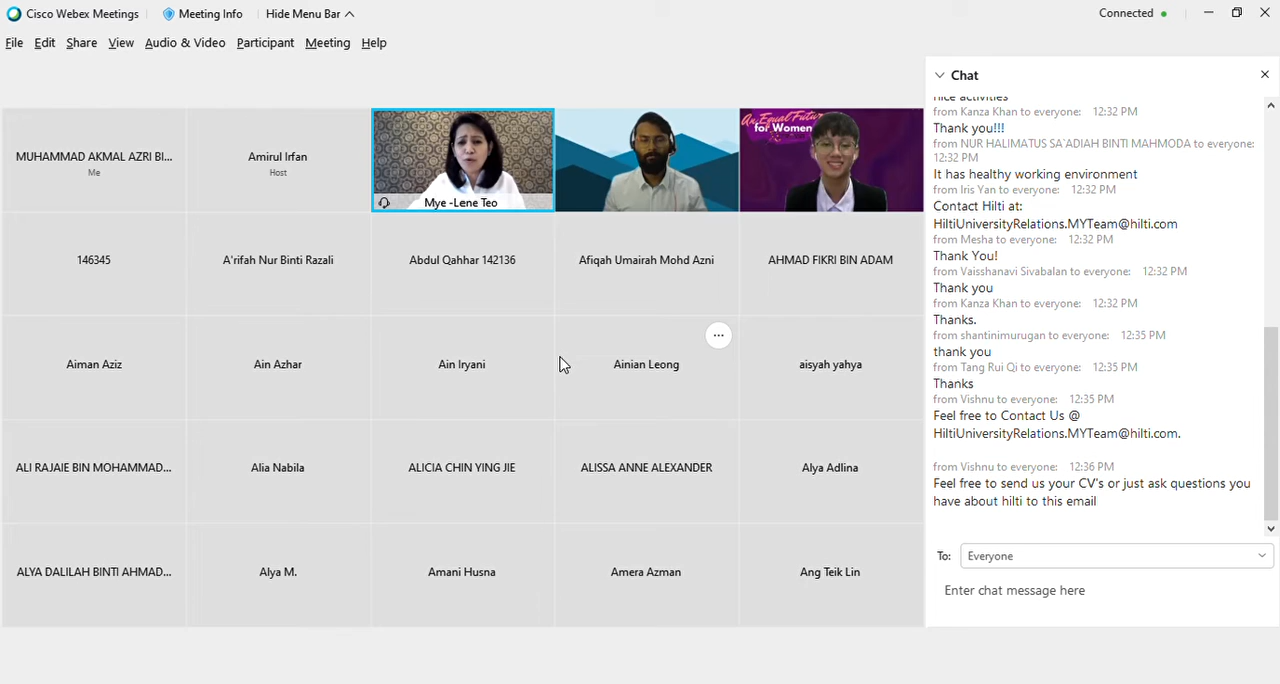 Cisco Webex Meetings
Meeting Info
Hide Menu Bar
Connected
File Edit Share View Audio & Video Participant Meeting Help
MUHAMMAD AKMAL AZRI BI...
Me
Amirul Irfan
Host
Mye -Lene Teo
An Equal Futu
for Women
146345
A'rifah Nur Binti Razali
Abdul Qahhar 142136
Afiqah Umairah Mohd Azni
AHMAD FIKRI BIN ADAM
Aiman Aziz
Ain Azhar
Ain Iryani
Ainian Leong
aisyah yahya
ALI RAJAIE BIN MOHAMMAD...
Alia Nabila
ALICIA CHIN YING JIE
ALISSA ANNE ALEXANDER
Alya Adlina
ALYA DALILAH BINTI AHMAD...
Alya M.
Amani Husna
Amera Azman
Ang Teik Lin
Chat
nice activities
from Kanza Khan to everyone: 12:32 PM
Thank you!!!
from NUR HALIMATUS SA`ADIAH BINTI MAHMODA to everyone:
12:32 PM
It has healthy working environment
from Iris Yan to everyone: 12:32 PM
Contact Hilti at:
HiltiUniversityRelations.MYTeam@hilti.com
from Mesha to everyone: 12:32 PM
Thank You!
from Vaisshanavi Sivabalan to everyone: 12:32 PM
Thank you
from Kanza Khan to everyone: 12:32 PM
Thanks.
from shantinimurugan to everyone: 12:35 PM
thank you
from Tang Rui Qi to everyone: 12:35 PM
Thanks
from Vishnu to everyone: 12:35 PM
Feel free to Contact Us @
HiltiUniversityRelations.MYTeam@hilti.com.
from Vishnu to everyone: 12:36 PM
Feel free to send us your CV's or just ask questions you
have about hilti to this email
To: Everyone
Enter chat message here